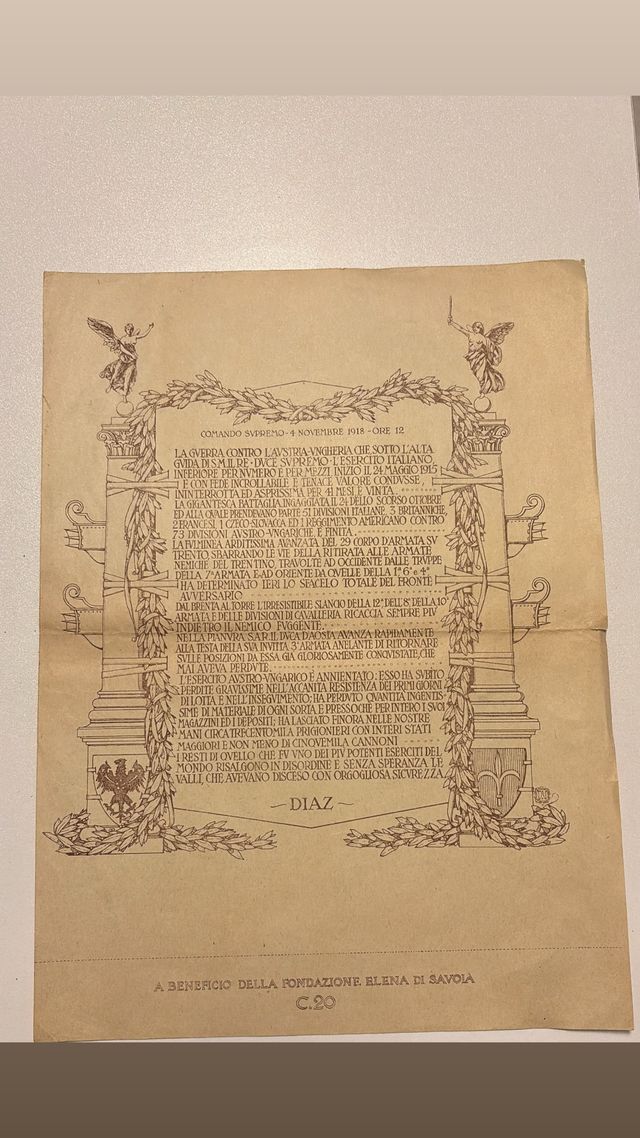 COMANDO SVPREMO - 4 NOVEMBRE 1918 - ORE 12
LA GVERRA CONTRO L'AVSTRIA-VNGHERIA CHE, SOTTO L'ALTA
GVIDA DI S.M. IL RE - DVCE SVPREMO - L'ESERCITO ITALIANO,
INFERIORE PER NVMERO E PER MEZZI, INIZIÒ IL 24 MAGGIO 1915
E CON FEDE INCROLLABILE E TENACE VALORE CONDVSSE,
ININTERROTTA ED ASPRISSIMA PER 41 MESI, È VINTA.
LA GIGANTESCA BATTAGLIA, INGAGGIATA IL 24 DELLO SCORSO OTTOBRE
ED ALLA QVALE PRENDEVANO PARTE 51 DIVISIONI ITALIANE, 3 BRITANNICHE,
2 FRANCESI, 1 CZECO-SLOVACCA ED 1 REGGIMENTO AMERICANO CONTRO
73 DIVISIONI AVSTRO-VNGARICHE, È FINITA.
LA FVLMINEA ARDITISSIMA AVANZATA DEL 29 CORPO D'ARMATA SV
TRENTO, SBARRANDO LE VIE DELLA RITIRATA ALLE ARMATE
NEMICHE DEL TRENTINO, TRAVOLTE AD OCCIDENTE DALLE TRVPPE
DELLA 7ª ARMATA E AD ORIENTE DA QVELLE DELLA 1ª 6ª e 4ª
HA DETERMINATO IERI LO SFACELO TOTALE DEL FRONTE
AVVERSARIO
DAL BRENTA AL TORRE L'IRRESISTIBILE SLANCIO DELLA 12ª DELL'8ª DELLA 10ª
ARMATA E DELLE DIVISIONI DI CAVALLERIA RICACCIA SEMPRE PIÙ
INDIETRO IL NEMICO FVGGENTE.
NELLA PIANVRA S.A.R. IL DVCA D'AOSTA AVANZA RAPIDAMENTE
ALLA TESTA DELLA SVA INVITTA 3ª ARMATA ANELANTE DI RITORNARE
SVLLE POSIZIONI DA ESSA GIÀ GLORIOSAMENTE CONQVISTATE, CHE
MAI AVEVA PERDVTE.
L'ESERCITO AVSTRO-VNGARICO È ANNIENTATO: ESSO HA SVBITO
PERDITE GRAVISSIME NELL'ACCANITA RESISTENZA DEI PRIMI GIORNI
DI LOTTA E NELL'INSEGVIMENTO; HA PERDVTO QVANTITÀ INGENTIS-
SIME DI MATERIALE DI OGNI SORTA E PRESSOCHÈ PER INTERO I SVOI
MAGAZZINI ED I DEPOSITI; HA LASCIATO FINORA NELLE NOSTRE
MANI CIRCA TRECENTOMILA PRIGIONIERI CON INTERI STATI
MAGGIORI E NON MENO DI CINQVEMILA CANNONI
I RESTI DI QVELLO CHE FV VNO DEI PIÙ POTENTI ESERCITI DEL
MONDO RISALGONO IN DISORDINE E SENZA SPERANZA LE
VALLI, CHE AVEVANO DISCESO CON ORGOGLIOSA SICVREZZA.
DIAZ
A BENEFICIO DELLA FONDAZIONE ELENA DI SAVOIA
C. 20